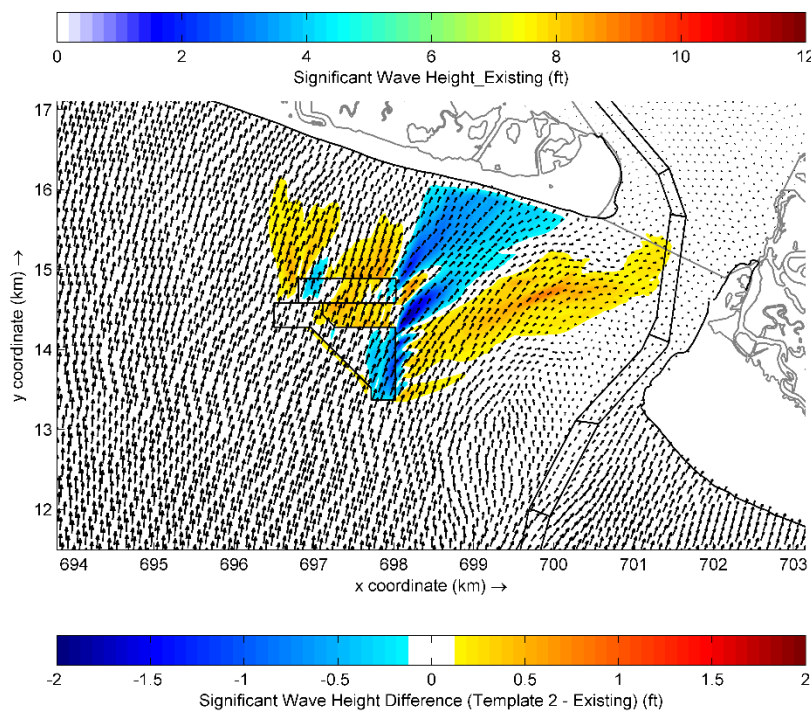 0 2 4 6 8 10 12
Significant Wave Height_Existing (ft)
17
16
15
14
13
12
y coordinate (km) →
694 695 696 697 698 699 700 701 702 703
x coordinate (km) →
-2 -1.5 -1 -0.5 0 0.5 1 1.5 2
Significant Wave Height Difference (Template 2 - Existing) (ft)